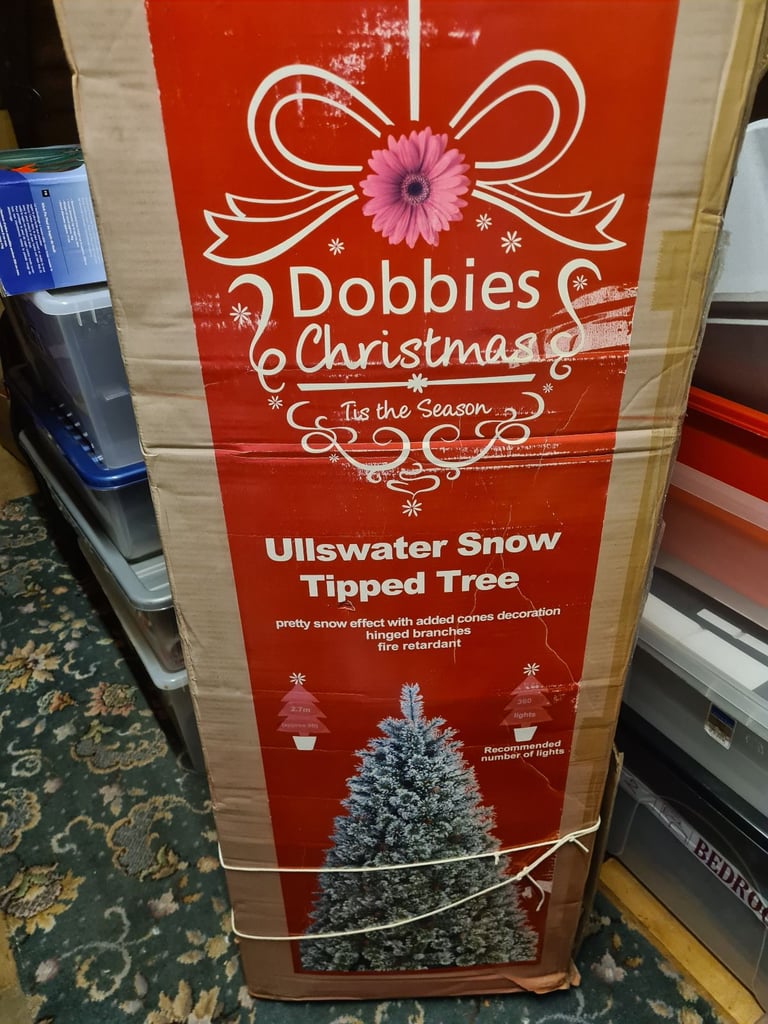 Dobbies
Christmas
'Tis the Season
Ullswater Snow
Tipped Tree
pretty snow effect with added cones decoration
hinged branches
fire retardant
2.7m
lights
Recommended
number of lights
BEDROO